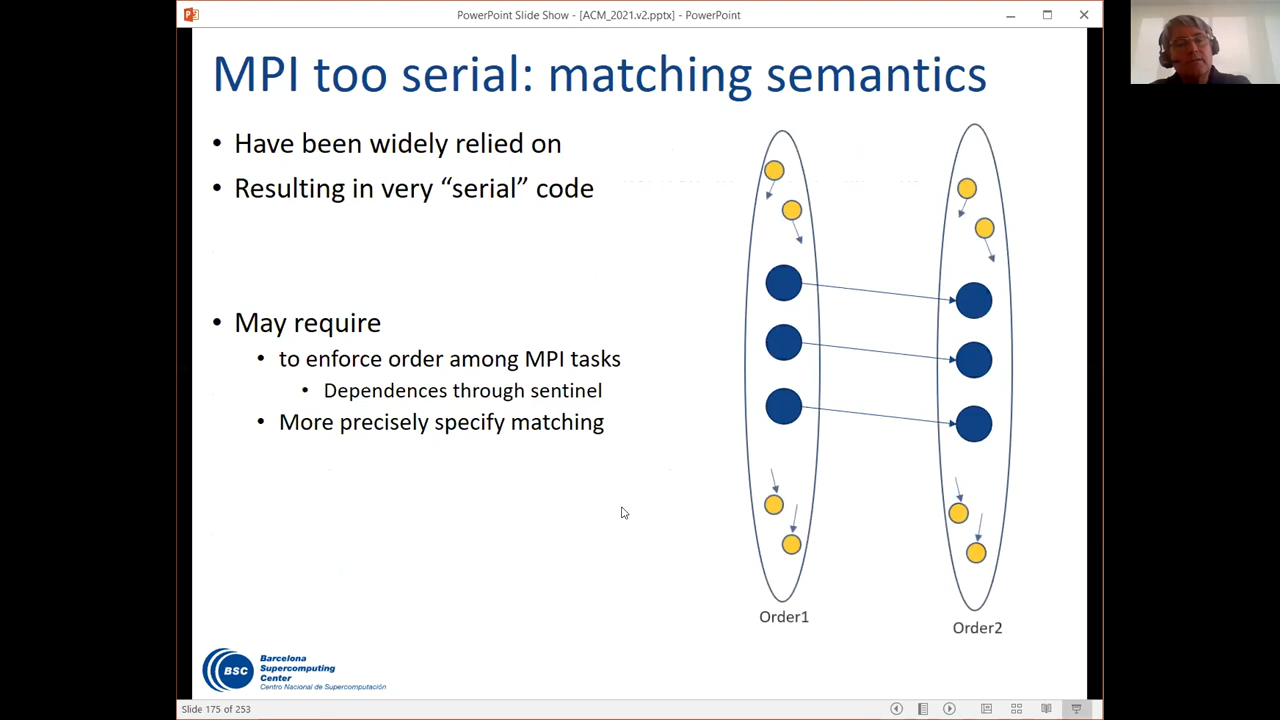 PowerPoint Slide Show - [ACM_2021.v2.pptx] - PowerPoint
MPI too serial: matching semantics
• Have been widely relied on
• Resulting in very “serial” code
• May require
• to enforce order among MPI tasks
• Dependences through sentinel
• More precisely specify matching
Order1
Order2
BSC
Barcelona
Supercomputing
Center
Centro Nacional de Supercomputación
Slide 175 of 253